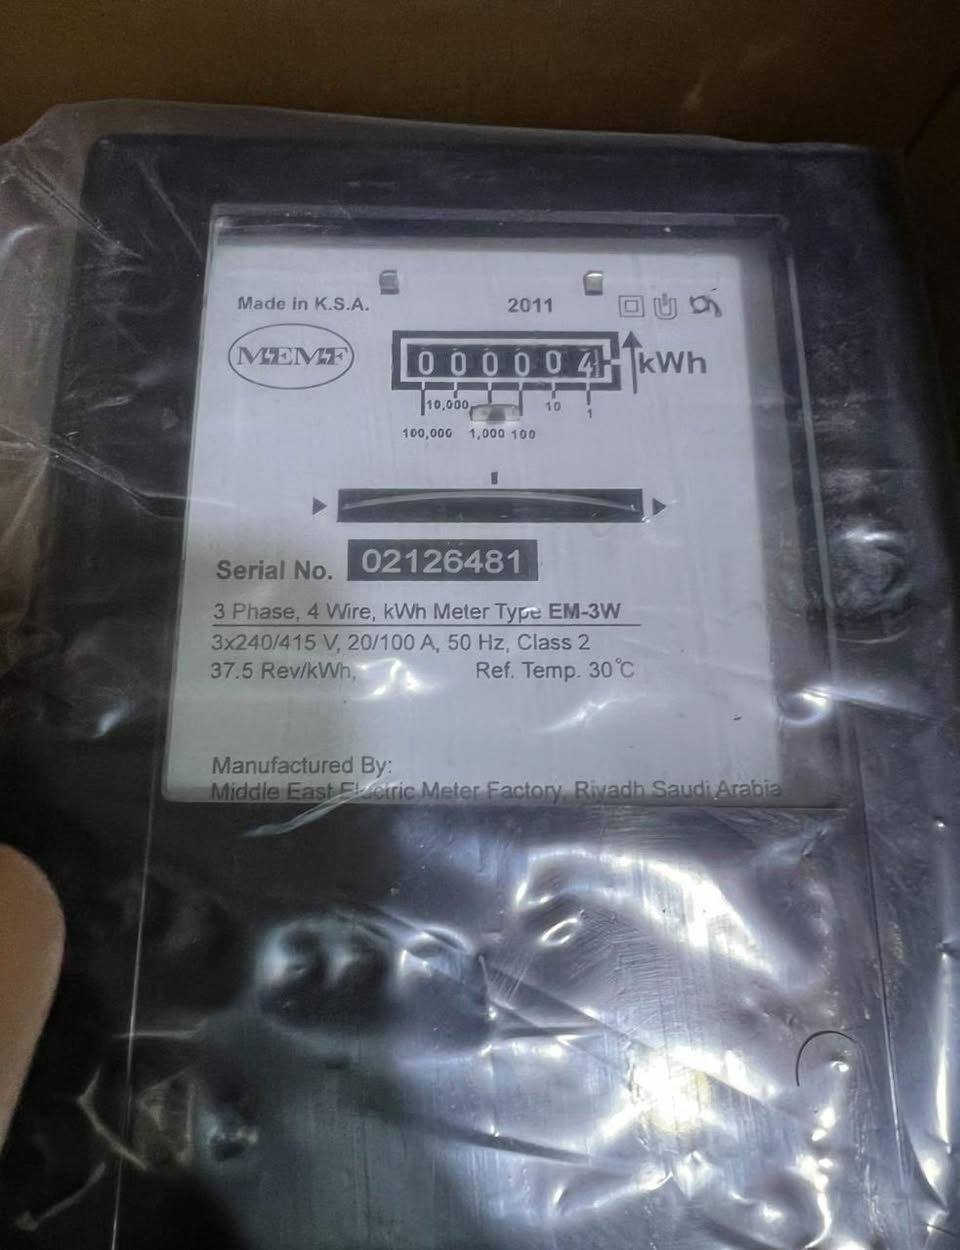 Made in K.S.A. 2011
MEMF
000004 kWh
10,000 10 1
100,000 1,000 100
Serial No. 02126481
3 Phase, 4 Wire, kWh Meter Type EM-3W
3x240/415 V, 20/100 A, 50 Hz, Class 2
37.5 Rev/kWh, Ref. Temp. 30°C
Manufactured By:
Middle East Electric Meter Factory, Riyadh Saudi Arabia